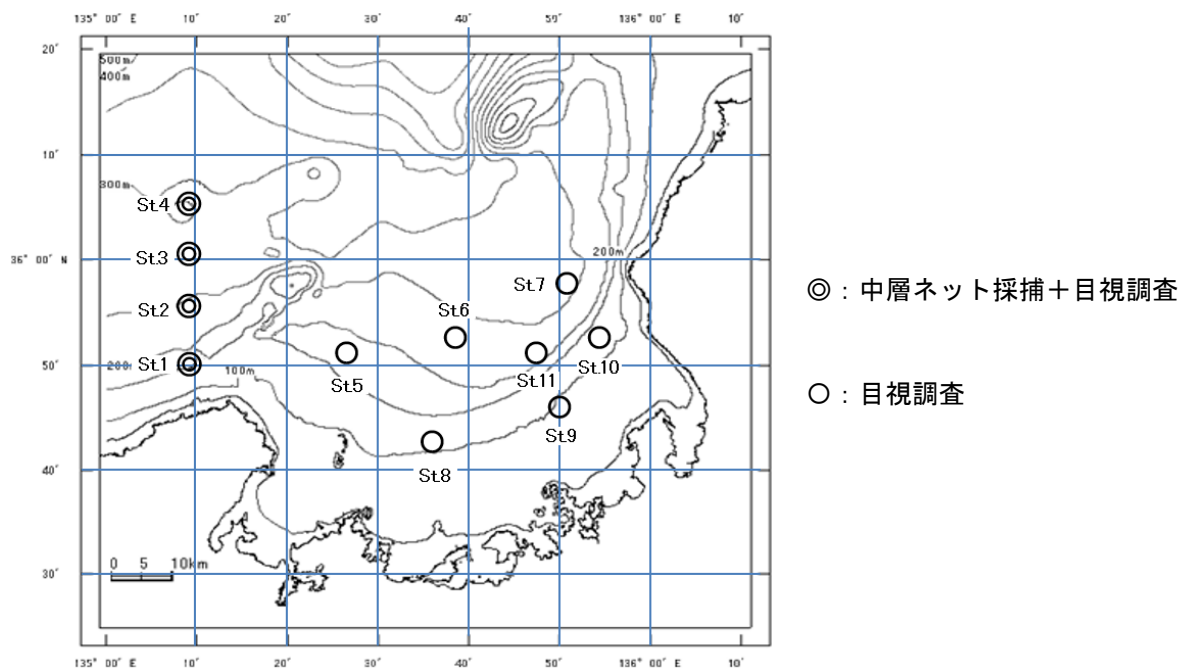 135° 00′ E 10′ 20′ 30′ 40′ 50′ 136° 00′ E 10′
20′
500m
400m
10′
300m
St4
St3
36° 00′ N
200m
St7
◎：中層ネット採捕＋目視調査
St2
St6
St1
200m
50′
100m
St5
St11
St10
○：目視調査
St9
St8
40′
0 5 10km
30′
135° 00′ E 10′ 20′ 30′ 40′ 50′ 136° 00′ E 10′